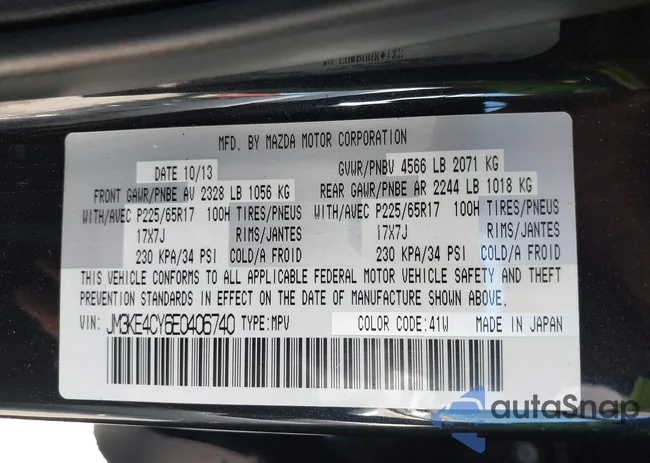 MFD. BY MAZDA MOTOR CORPORATION
DATE 10/13 GVWR/PNBV 4566 LB 2071 KG
FRONT GAWR/PNBE AV 2328 LB 1056 KG REAR GAWR/PNBE AR 2244 LB 1018 KG
WITH/AVEC P225/65R17 100H TIRES/PNEUS WITH/AVEC P225/65R17 100H TIRES/PNEUS
17X7J RIMS/JANTES 17X7J RIMS/JANTES
230 KPA/34 PSI COLD/A FROID 230 KPA/34 PSI COLD/A FROID
THIS VEHICLE CONFORMS TO ALL APPLICABLE FEDERAL MOTOR VEHICLE SAFETY AND THEFT
PREVENTION STANDARDS IN EFFECT ON THE DATE OF MANUFACTURE SHOWN ABOVE.
VIN: JM3KE4CY6E0406740 TYPE:MPV COLOR CODE:41W MADE IN JAPAN
autoSnap